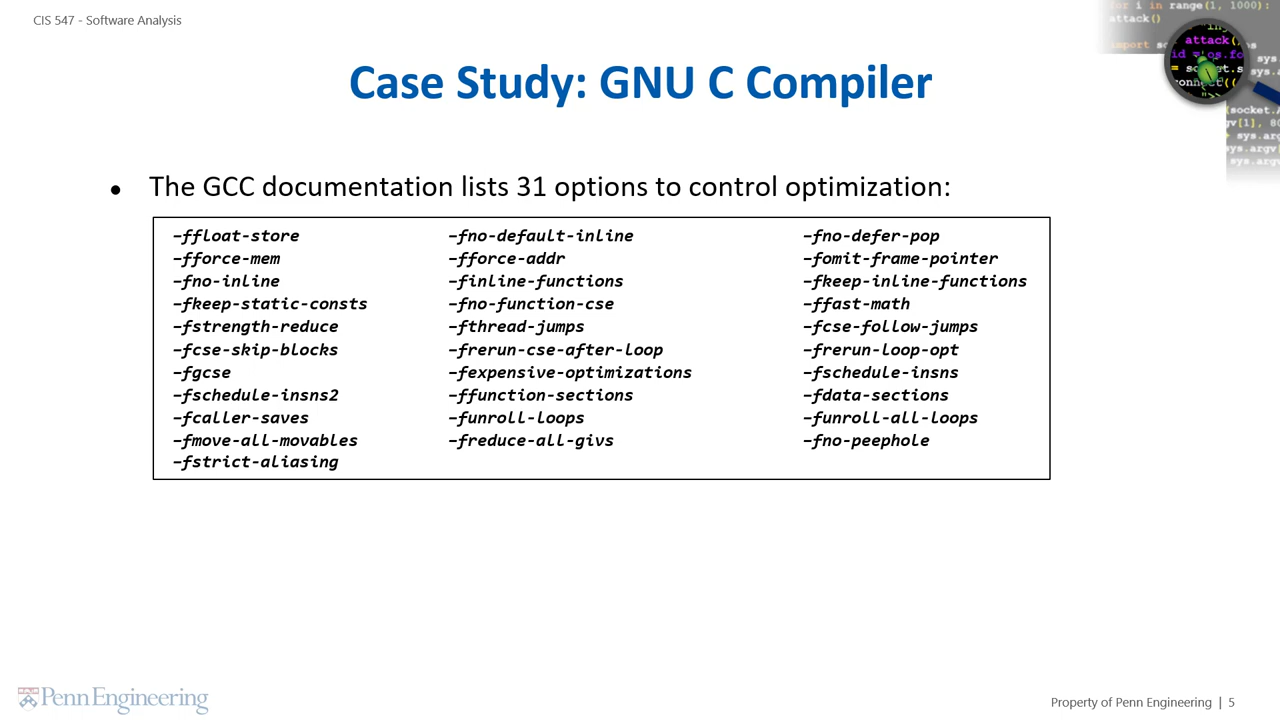 CIS 547 - Software Analysis
Case Study: GNU C Compiler
● The GCC documentation lists 31 options to control optimization:
–ffloat-store –fno-default-inline –fno-defer-pop
–fforce-mem –fforce-addr –fomit-frame-pointer
–fno-inline –finline-functions –fkeep-inline-functions
–fkeep-static-consts –fno-function-cse –ffast-math
–fstrength-reduce –fthread-jumps –fcse-follow-jumps
–fcse-skip-blocks –frerun-cse-after-loop –frerun-loop-opt
–fgcse –fexpensive-optimizations –fschedule-insns
–fschedule-insns2 –ffunction-sections –fdata-sections
–fcaller-saves –funroll-loops –funroll-all-loops
–fmove-all-movables –freduce-all-givs –fno-peephole
–fstrict-aliasing
Penn Engineering
Property of Penn Engineering | 5